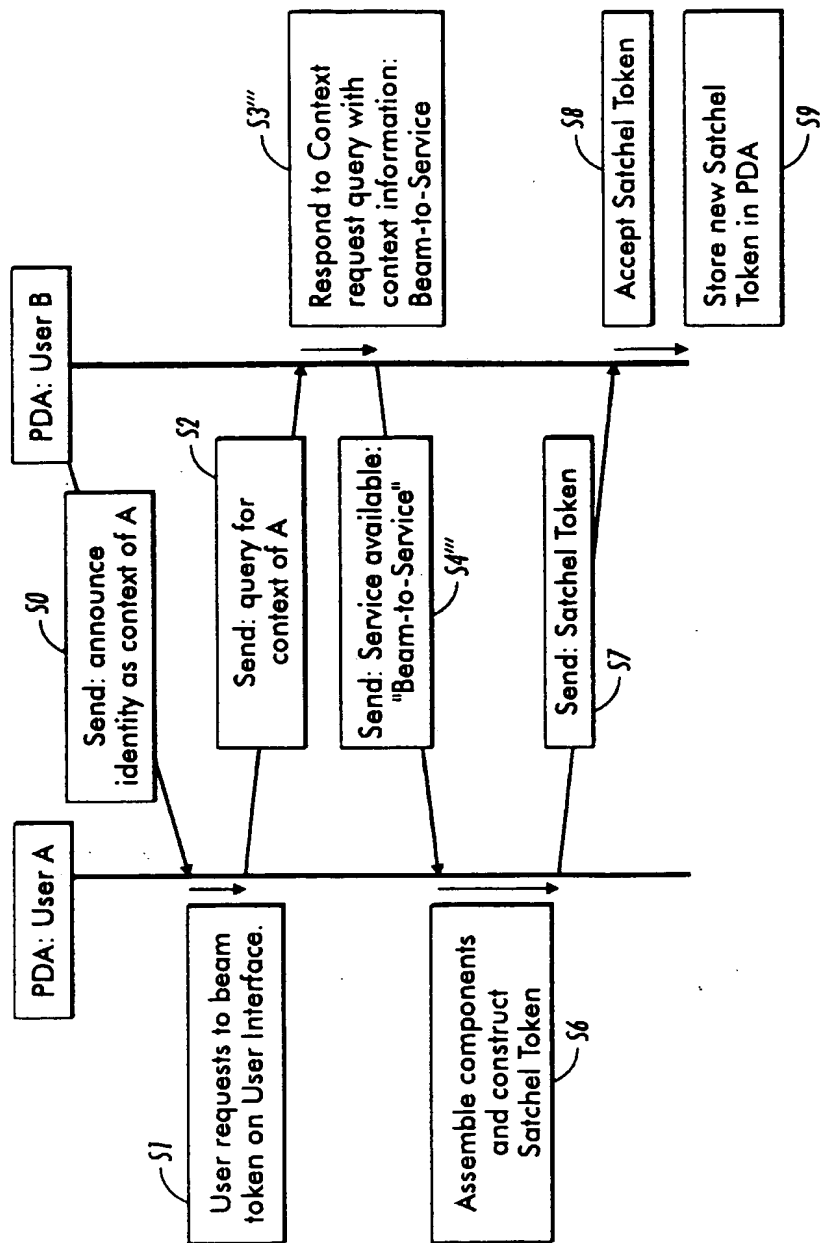 PDA: User A
PDA: User B
S0
Send: announce
identity as context of A
S1
User requests to beam
token on User Interface.
S2
Send: query for
context of A
S3'''
Respond to Context
request query with
context information:
Beam-to-Service
Send: Service available:
"Beam-to-Service"
S4'''
Assemble components
and construct
Satchel Token
S6
Send: Satchel Token
S7
S8
Accept Satchel Token
Store new Satchel
Token in PDA
S9